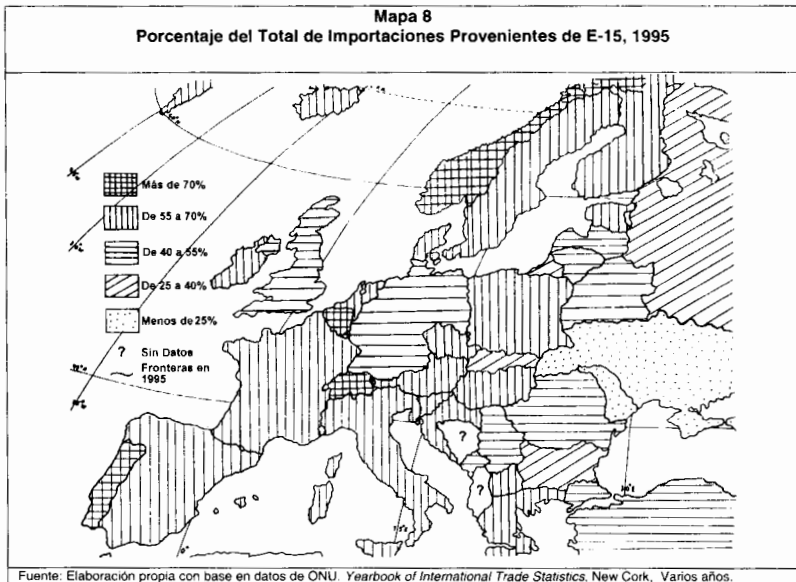 Mapa 8
Porcentaje del Total de Importaciones Provenientes de E-15, 1995
Más de 70%
De 55 a 70%
De 40 a 55%
De 25 a 40%
Menos de 25%
? Sin Datos
Fronteras en
1995
?
?
Fuente: Elaboración propia con base en datos de ONU. Yearbook of International Trade Statistics, New Cork, Varios años.